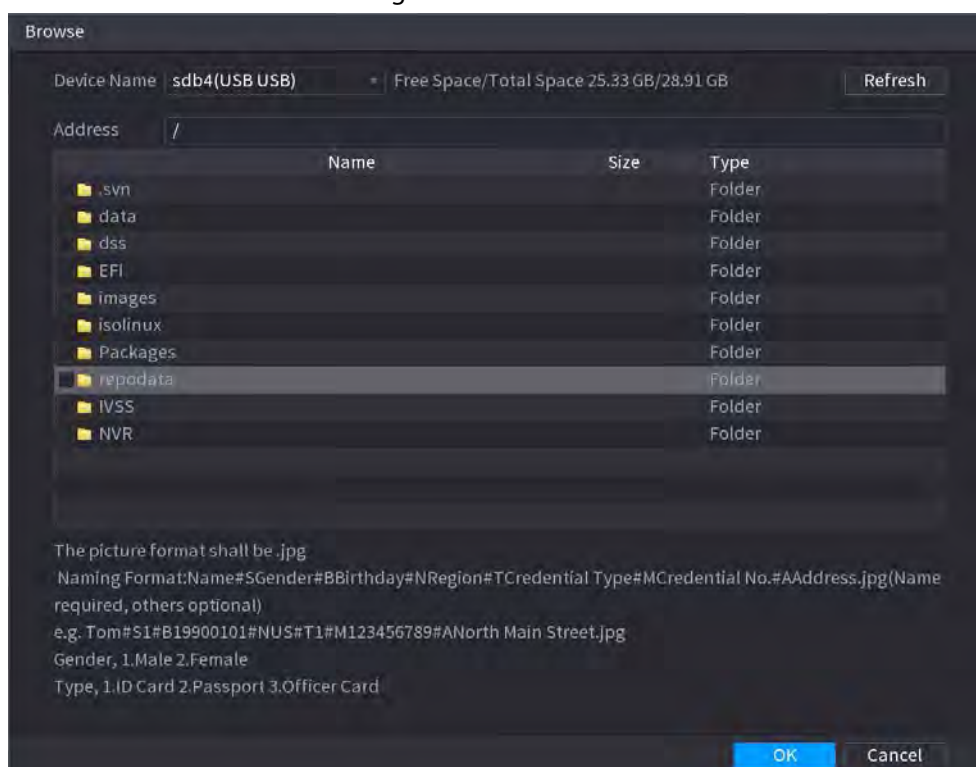 Browse
Device Name sdb4(USB USB) Free Space/Total Space 25.33 GB/28.91 GB Refresh
Address /
Name Size Type
.svn Folder
data Folder
dss Folder
EFI Folder
images Folder
isolinux Folder
Packages Folder
repodata Folder
IVSS Folder
NVR Folder
The picture format shall be .jpg
Naming Format:Name#SGender#BBirthday#NRegion#TCredential Type#MCredential No.#AAddress.jpg(Name
required, others optional)
e.g. Tom#S1#B19900101#NUS#T1#M123456789#ANorth Main Street.jpg
Gender, 1.Male 2.Female
Type, 1.ID Card 2.Passport 3.Officer Card
OK Cancel